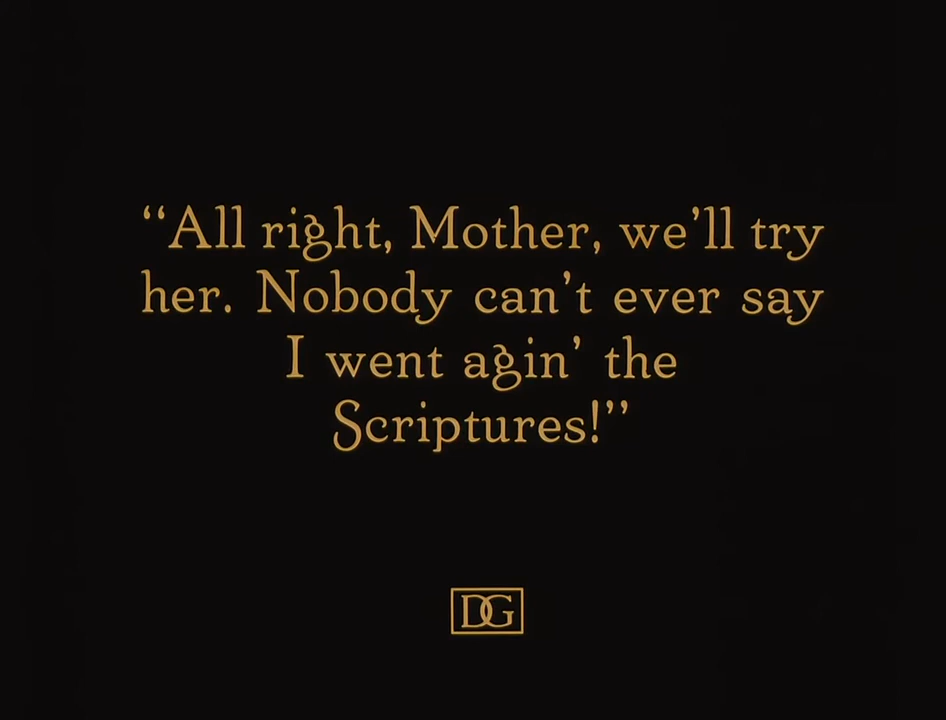 “All right, Mother, we’ll try
her. Nobody can’t ever say
I went agin’ the
Scriptures!”
DG